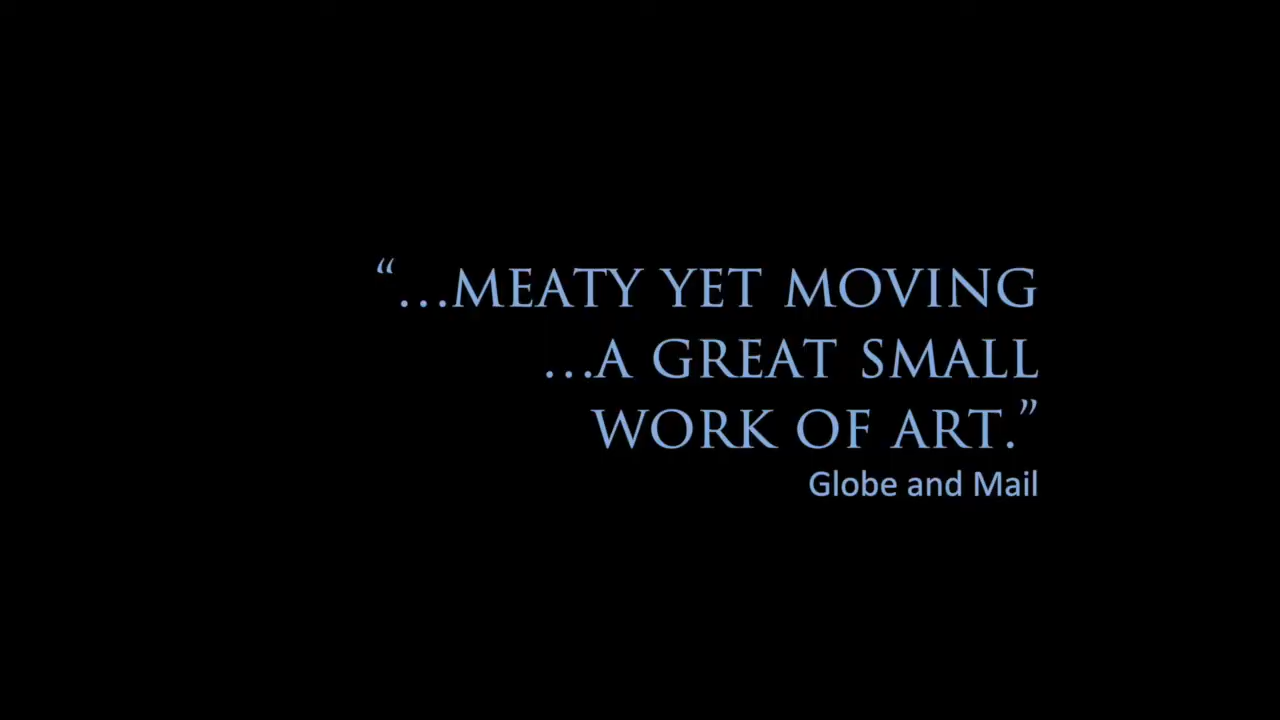 “...MEATY YET MOVING
...A GREAT SMALL
WORK OF ART.”
Globe and Mail